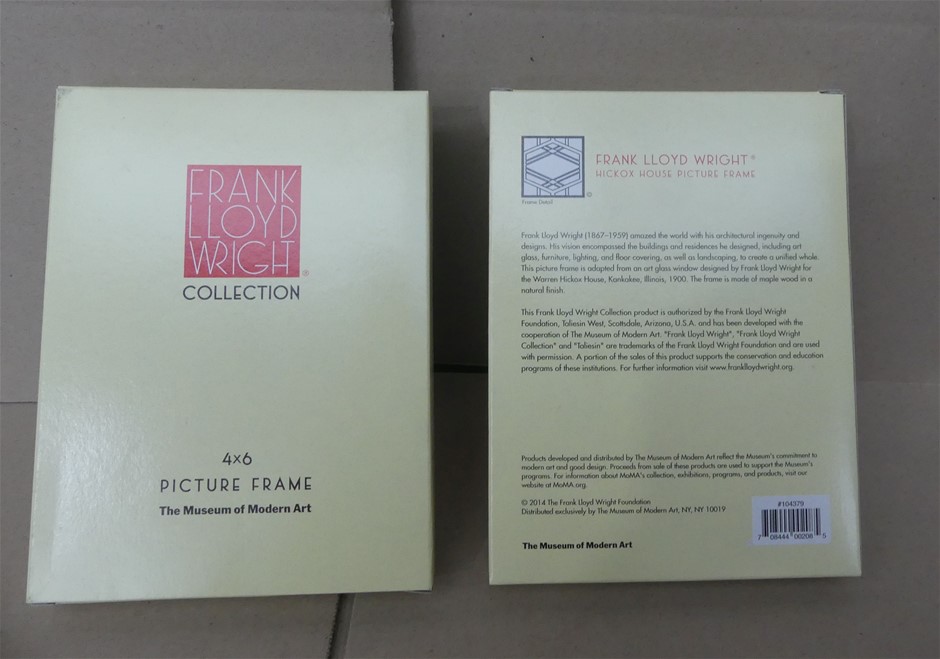 FRANK
LLOYD
WRIGH
COLLECTION
4x6
PICTURE FRAME
The Museum of Modern Art
FRANK LLOYD WRIGHT®
HICKOX HOUSE PICTURE FRAME
©
Frame Detail
Frank Lloyd Wright (1867–1959) amazed the world with his architectural ingenuity and
designs. His vision encompassed the buildings and residences he designed, including art
glass, furniture, lighting, and floor covering, as well as landscaping, to create a unified whole.
This picture frame is adapted from an art glass window designed by Frank Lloyd Wright for
the Warren Hickox House, Kankakee, Illinois, 1900. The frame is made of maple wood in a
natural finish.
This Frank Lloyd Wright Collection product is authorized by the Frank Lloyd Wright
Foundation, Taliesin West, Scottsdale, Arizona, U.S.A. and has been developed with the
cooperation of The Museum of Modern Art. "Frank Lloyd Wright", "Frank Lloyd Wright
Collection" and "Taliesin" are trademarks of the Frank Lloyd Wright Foundation and are used
with permission. A portion of the sales of this product supports the conservation and education
programs of these institutions. For further information visit www.franklloydwright.org.
Products developed and distributed by The Museum of Modern Art reflect the Museum's commitment to
modern art and good design. Proceeds from sale of these products are used to support the Museum's
programs. For information about MoMA's collection, exhibitions, programs, and products, visit our
website at MoMA.org.
© 2014 The Frank Lloyd Wright Foundation
Distributed exclusively by The Museum of Modern Art, NY, NY 10019
#104379
7 08444 00208 5
The Museum of Modern Art